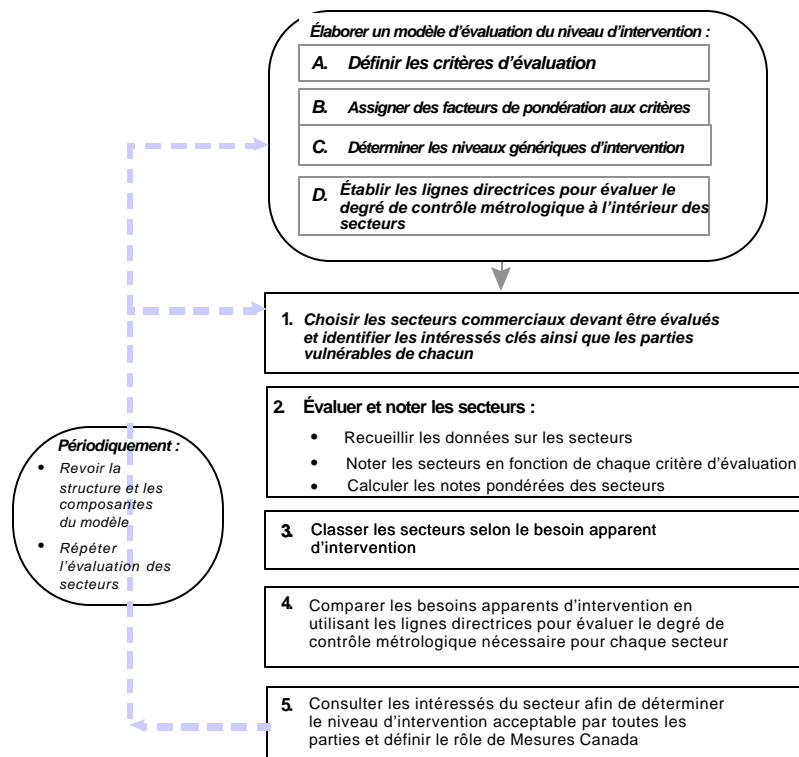 Élaborer un modèle d'évaluation du niveau d'intervention :
A. Définir les critères d'évaluation
B. Assigner des facteurs de pondération aux critères
C. Déterminer les niveaux génériques d'intervention
D. Établir les lignes directrices pour évaluer le
degré de contrôle métrologique à l'intérieur des
secteurs
1. Choisir les secteurs commerciaux devant être évalués
et identifier les intéressés clés ainsi que les parties
vulnérables de chacun
2. Évaluer et noter les secteurs :
• Recueillir les données sur les secteurs
• Noter les secteurs en fonction de chaque critère d'évaluation
• Calculer les notes pondérées des secteurs
3. Classer les secteurs selon le besoin apparent
d'intervention
4. Comparer les besoins apparents d'intervention en
utilisant les lignes directrices pour évaluer le degré de
contrôle métrologique nécessaire pour chaque secteur
5. Consulter les intéressés du secteur afin de déterminer
le niveau d'intervention acceptable par toutes les
parties et définir le rôle de Mesures Canada
Périodiquement :
• Revoir la
structure et les
composantes
du modèle
• Répéter
l'évaluation des
secteurs